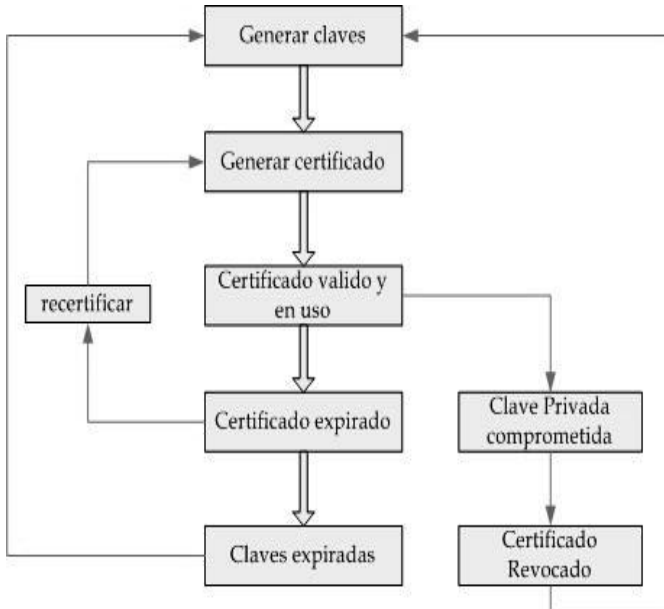 Generar claves
Generar certificado
Certificado valido y
en uso
recertificar
Certificado expirado
Clave Privada
comprometida
Claves expiradas
Certificado
Revocado